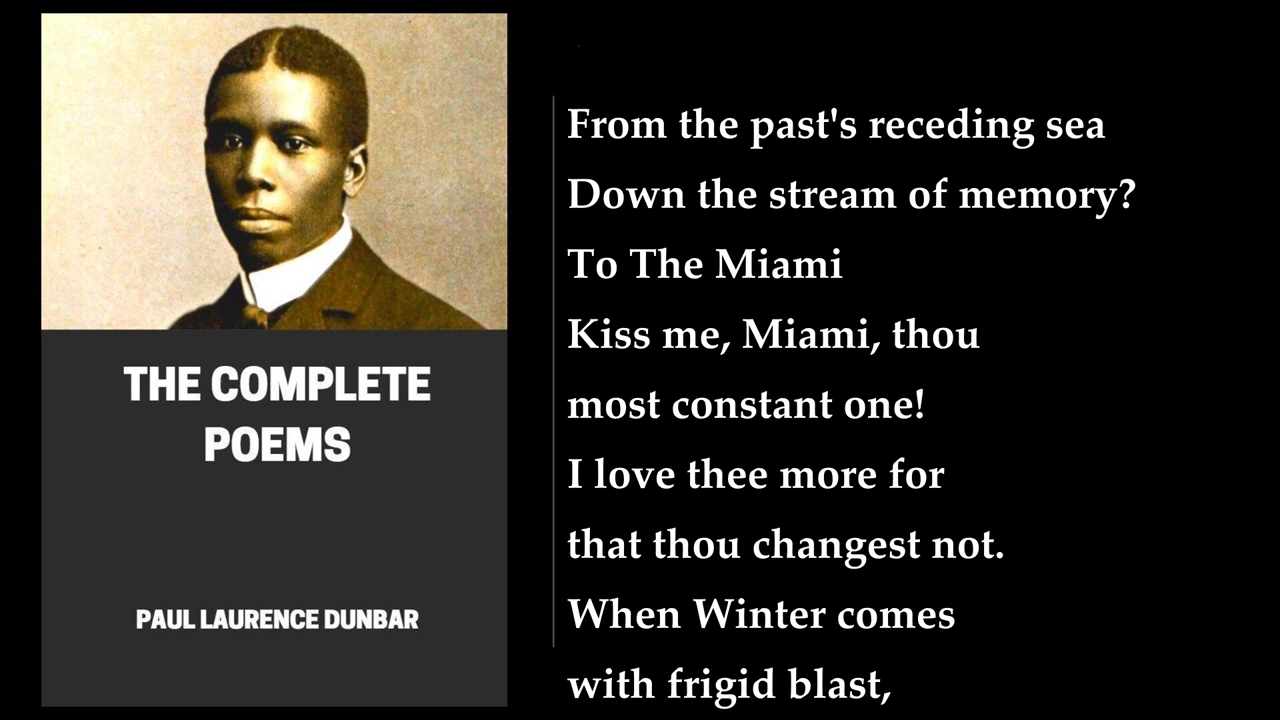 THE COMPLETE
POEMS
PAUL LAURENCE DUNBAR
From the past's receding sea
Down the stream of memory?
To The Miami
Kiss me, Miami, thou
most constant one!
I love thee more for
that thou changest not.
When Winter comes
with frigid blast,